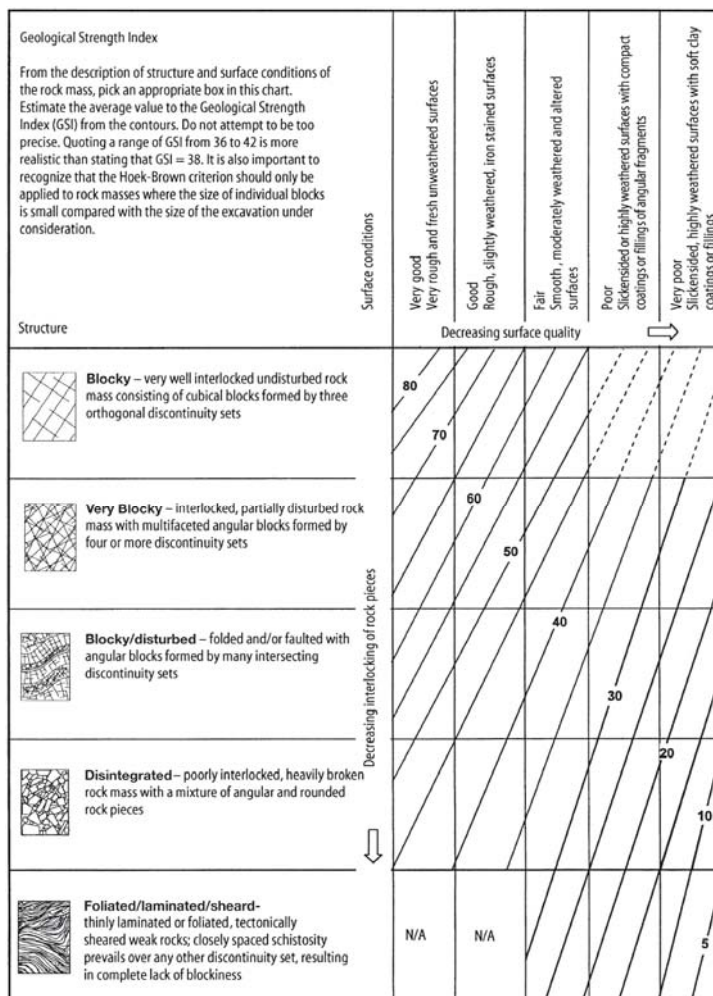 Geological Strength Index
From the description of structure and surface conditions of
the rock mass, pick an appropriate box in this chart.
Estimate the average value to the Geological Strength
Index (GSI) from the contours. Do not attempt to be too
precise. Quoting a range of GSI from 36 to 42 is more
realistic than stating that GSI = 38. It is also important to
recognize that the Hoek-Brown criterion should only be
applied to rock masses where the size of individual blocks
is small compared with the size of the excavation under
consideration.
Structure
Surface conditions
Very good
Very rough and fresh unweathered surfaces
Good
Rough, slightly weathered, iron stained surfaces
Fair
Smooth, moderately weathered and altered
surfaces
Poor
Slickensided or highly weathered surfaces with compact
coatings or fillings of angular fragments
Very poor
Slickensided, highly weathered surfaces with soft clay
coatings or fillings
Decreasing surface quality
Decreasing interlocking of rock pieces
Blocky – very well interlocked undisturbed rock
mass consisting of cubical blocks formed by three
orthogonal discontinuity sets
80
70
Very Blocky – interlocked, partially disturbed rock
mass with multifaceted angular blocks formed by
four or more discontinuity sets
60
50
Blocky/disturbed – folded and/or faulted with
angular blocks formed by many intersecting
discontinuity sets
40
30
Disintegrated – poorly interlocked, heavily broken
rock mass with a mixture of angular and rounded
rock pieces
20
10
Foliated/laminated/sheard-
thinly laminated or foliated, tectonically
sheared weak rocks; closely spaced schistosity
prevails over any other discontinuity set, resulting
in complete lack of blockiness
N/A
N/A
5